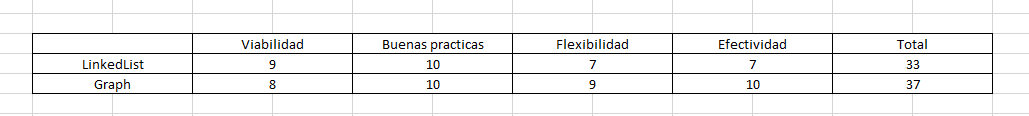 Viabilidad Buenas practicas Flexibilidad Efectividad Total
LinkedList 9 10 7 7 33
Graph 8 10 9 10 37